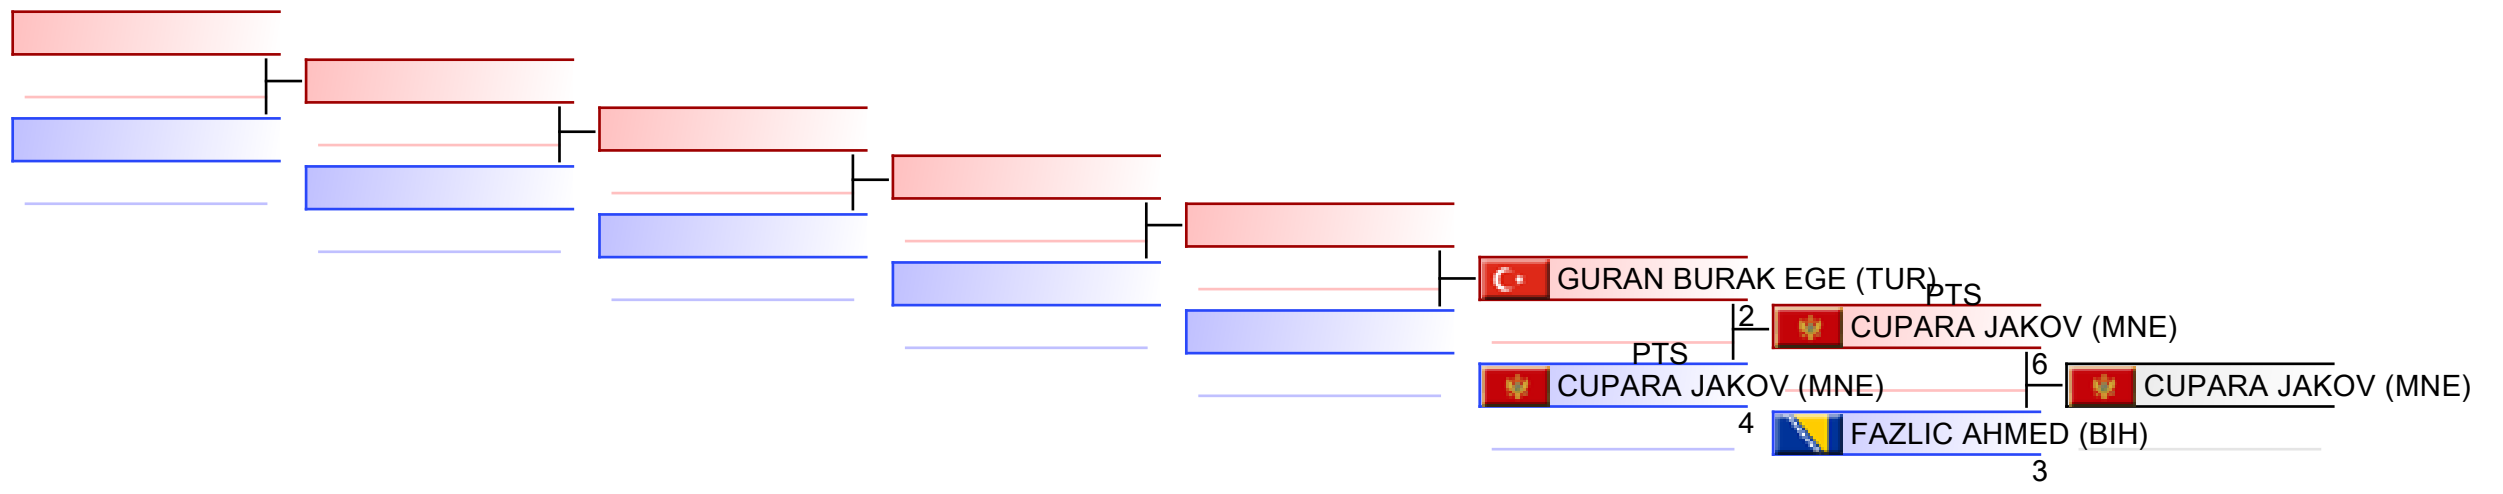 GURAN BURAK EGE (TUR)
2
PTS
CUPARA JAKOV (MNE)
4
PTS
CUPARA JAKOV (MNE)
6
FAZLIC AHMED (BIH)
3
CUPARA JAKOV (MNE)